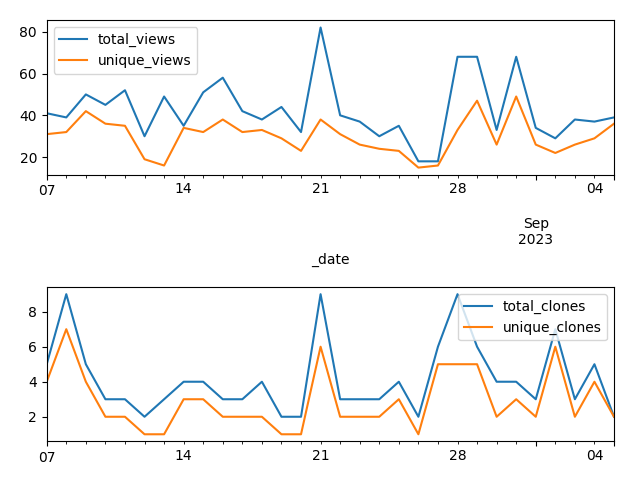 80
60
40
20
total_views
unique_views
07 14 21 28 04
Sep
2023
_date
8
6
4
2
total_clones
unique_clones
07 14 21 28 04